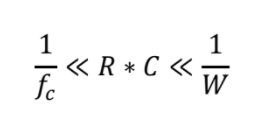 1/f_c ≪ R ∗ C ≪ 1/W